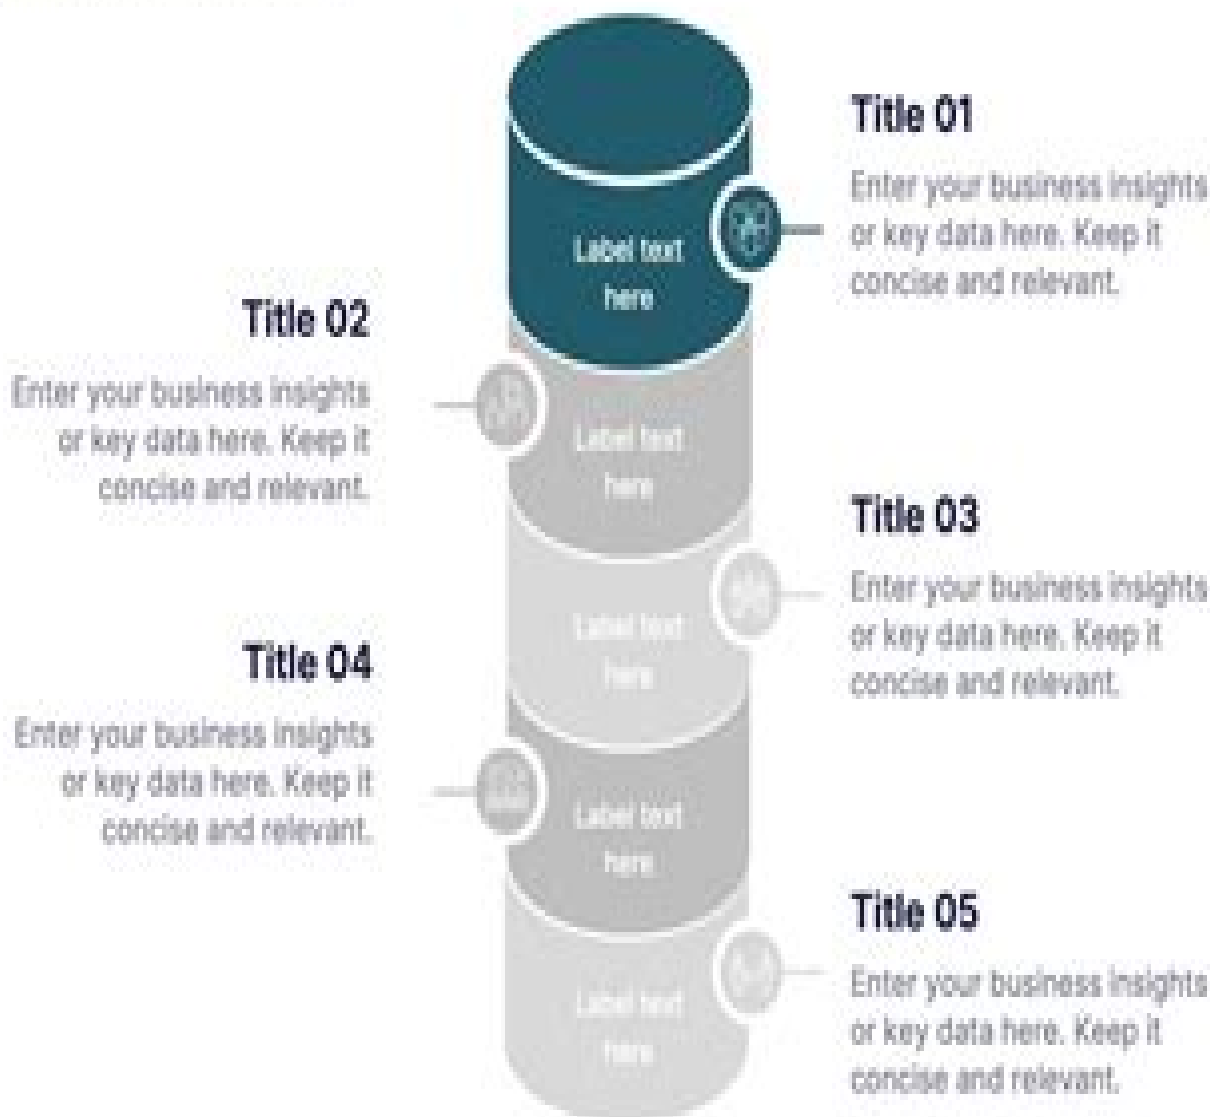 Title 01
Enter your business insights
or key data here. Keep it
concise and relevant.
Label text
here
Title 02
Enter your business insights
or key data here. Keep it
concise and relevant.
Label text
here
Title 03
Enter your business insights
or key data here. Keep it
concise and relevant.
Label text
here
Title 04
Enter your business insights
or key data here. Keep it
concise and relevant.
Label text
here
Title 05
Enter your business insights
or key data here. Keep it
concise and relevant.
Label text
here